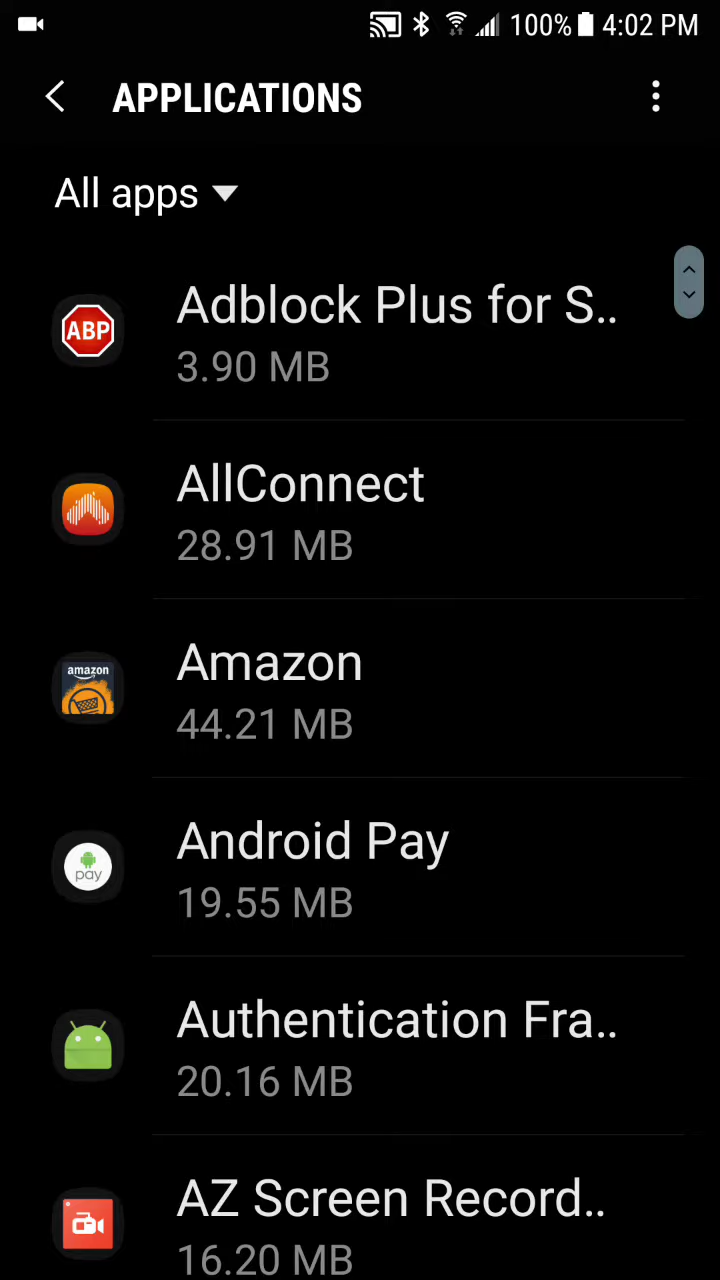 100% 4:02 PM
APPLICATIONS
All apps
ABP
Adblock Plus for S..
3.90 MB
AllConnect
28.91 MB
amazon
Amazon
44.21 MB
pay
Android Pay
19.55 MB
Authentication Fra..
20.16 MB
AZ Screen Record..
16.20 MB